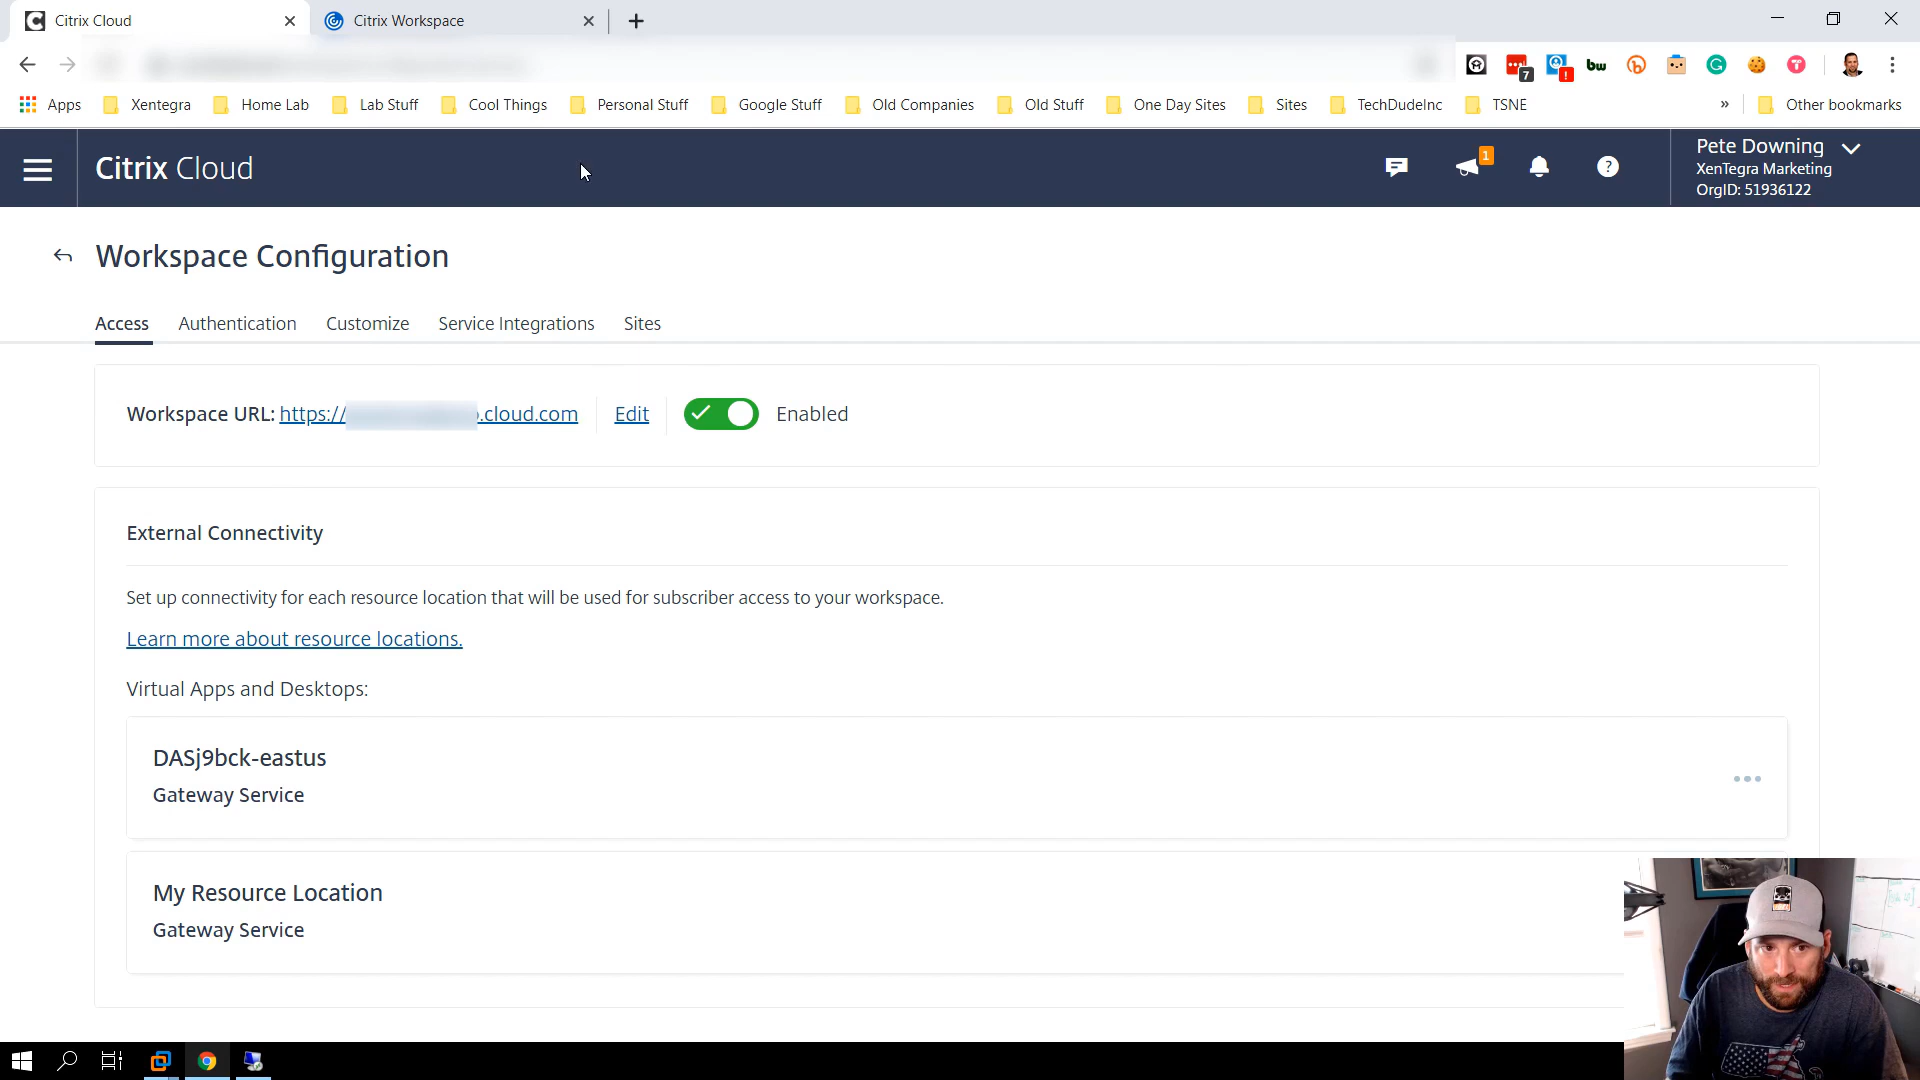 Citrix Cloud
Citrix Workspace
7
!
bw
Apps
Xentegra
Home Lab
Lab Stuff
Cool Things
Personal Stuff
Google Stuff
Old Companies
Old Stuff
One Day Sites
Sites
TechDudeInc
TSNE
»
Other bookmarks
Citrix Cloud
1
Pete Downing
XenTegra Marketing
OrgID: 51936122
Workspace Configuration
Access
Authentication
Customize
Service Integrations
Sites
Workspace URL: https:// .cloud.com
Edit
Enabled
External Connectivity
Set up connectivity for each resource location that will be used for subscriber access to your workspace.
Learn more about resource locations.
Virtual Apps and Desktops:
DASj9bck-eastus
Gateway Service
My Resource Location
Gateway Service